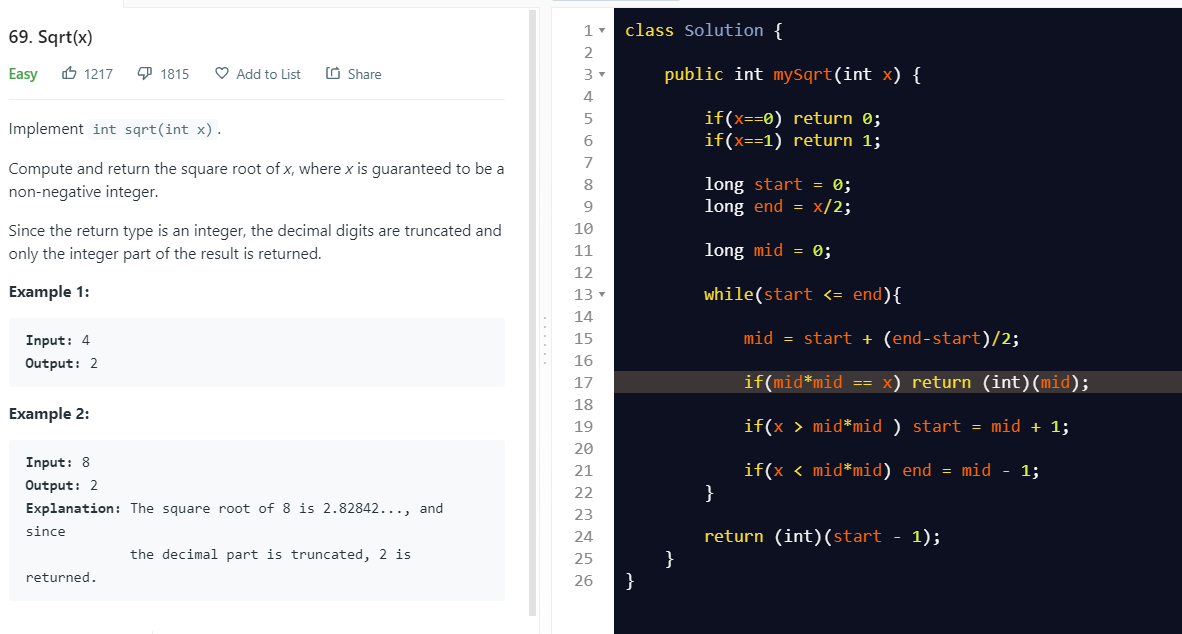 69. Sqrt(x)
Easy 1217 1815 Add to List Share
Implement int sqrt(int x).
Compute and return the square root of x, where x is guaranteed to be a
non-negative integer.
Since the return type is an integer, the decimal digits are truncated and
only the integer part of the result is returned.
Example 1:
Input: 4
Output: 2
Example 2:
Input: 8
Output: 2
Explanation: The square root of 8 is 2.82842..., and
since
the decimal part is truncated, 2 is
returned.
1 class Solution {
2
3 public int mySqrt(int x) {
4
5 if(x==0) return 0;
6 if(x==1) return 1;
7
8 long start = 0;
9 long end = x/2;
10
11 long mid = 0;
12
13 while(start <= end){
14
15 mid = start + (end-start)/2;
16
17 if(mid*mid == x) return (int)(mid);
18
19 if(x > mid*mid ) start = mid + 1;
20
21 if(x < mid*mid) end = mid - 1;
22 }
23
24 return (int)(start - 1);
25 }
26 }